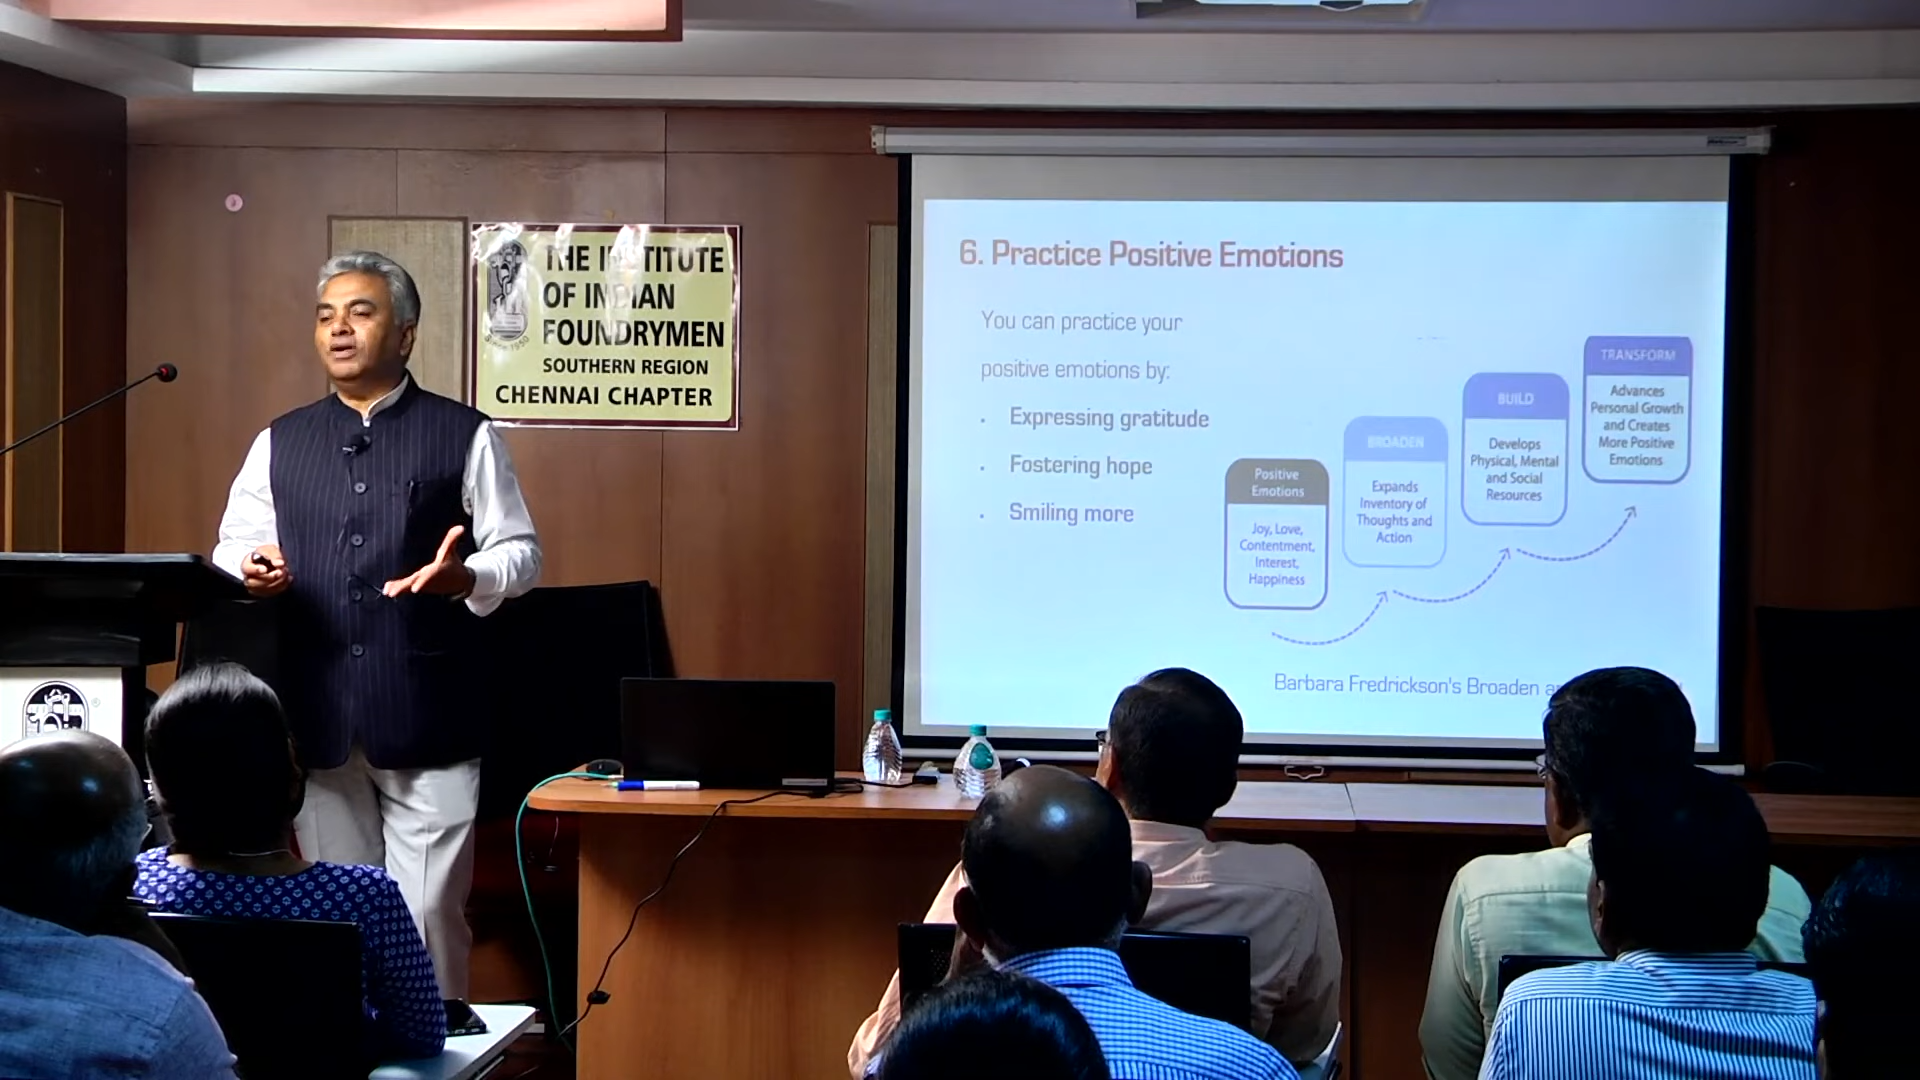 THE INSTITUTE
OF INDIAN
FOUNDRYMEN
SOUTHERN REGION
CHENNAI CHAPTER
Since 1950
6. Practice Positive Emotions
You can practice your
positive emotions by:
. Expressing gratitude
. Fostering hope
. Smiling more
Positive
Emotions
Joy, Love,
Contentment,
Interest,
Happiness
BROADEN
Expands
Inventory of
Thoughts and
Action
BUILD
Develops
Physical, Mental
and Social
Resources
TRANSFORM
Advances
Personal Growth
and Creates
More Positive
Emotions
Barbara Fredrickson's Broaden